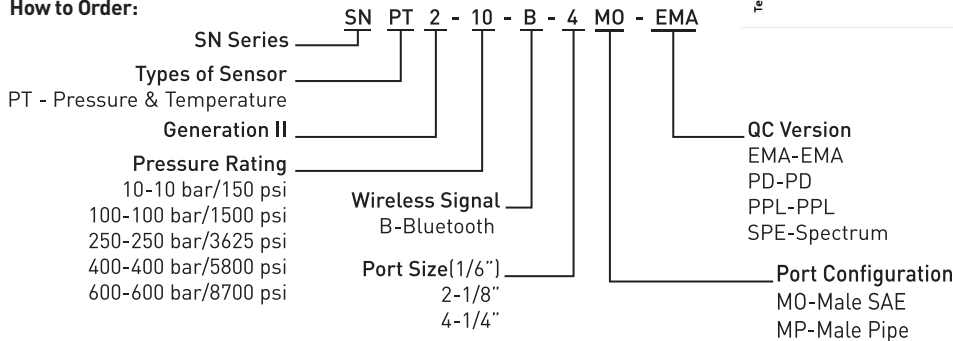 How to Order:
SN PT 2 - 10 - B - 4 MO - EMA
SN Series
Types of Sensor
PT - Pressure & Temperature
Generation II
Pressure Rating
10-10 bar/150 psi
100-100 bar/1500 psi
250-250 bar/3625 psi
400-400 bar/5800 psi
600-600 bar/8700 psi
Wireless Signal
B-Bluetooth
Port Size(1/6”)
2-1/8”
4-1/4”
QC Version
EMA-EMA
PD-PD
PPL-PPL
SPE-Spectrum
Port Configuration
MO-Male SAE
MP-Male Pipe